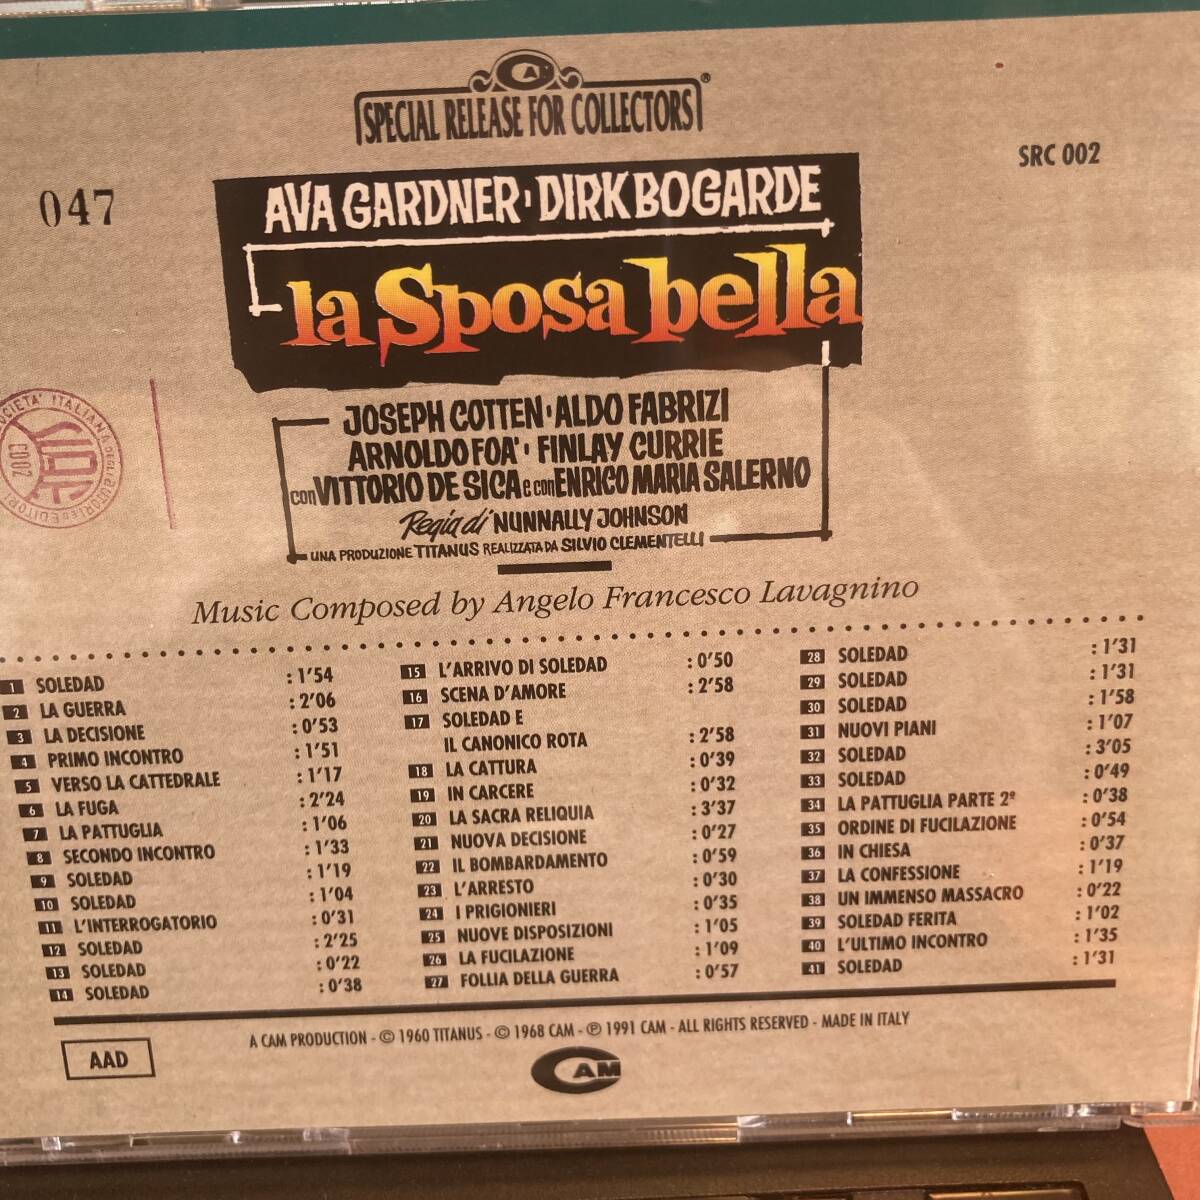 CA
SPECIAL RELEASE FOR COLLECTORS®
SRC 002
047
AVA GARDNER · DIRK BOGARDE
la Sposa bella
JOSEPH COTTEN · ALDO FABRIZI
ARNOLDO FOA' · FINLAY CURRIE
con VITTORIO DE SICA e con ENRICO MARIA SALERNO
Regia di NUNNALLY JOHNSON
UNA PRODUZIONE TITANUS REALIZZATA DA SILVIO CLEMENTELLI
SOCIETA' ITALIANA DEGLI AUTORI ED EDITORI
SIAE
CD02
Music Composed by Angelo Francesco Lavagnino
1 SOLEDAD : 1'54
2 LA GUERRA : 2'06
3 LA DECISIONE : 0'53
4 PRIMO INCONTRO : 1'51
5 VERSO LA CATTEDRALE : 1'17
6 LA FUGA : 2'24
7 LA PATTUGLIA : 1'06
8 SECONDO INCONTRO : 1'33
9 SOLEDAD : 1'19
10 SOLEDAD : 1'04
11 L'INTERROGATORIO : 0'31
12 SOLEDAD : 2'25
13 SOLEDAD : 0'22
14 SOLEDAD : 0'38
15 L'ARRIVO DI SOLEDAD : 0'50
16 SCENA D'AMORE : 2'58
17 SOLEDAD E
IL CANONICO ROTA : 2'58
18 LA CATTURA : 0'39
19 IN CARCERE : 0'32
20 LA SACRA RELIQUIA : 3'37
21 NUOVA DECISIONE : 0'27
22 IL BOMBARDAMENTO : 0'59
23 L'ARRESTO : 0'30
24 I PRIGIONIERI : 0'35
25 NUOVE DISPOSIZIONI : 1'05
26 LA FUCILAZIONE : 1'09
27 FOLLIA DELLA GUERRA : 0'57
28 SOLEDAD : 1'31
29 SOLEDAD : 1'31
30 SOLEDAD : 1'58
31 NUOVI PIANI : 1'07
32 SOLEDAD : 3'05
33 SOLEDAD : 0'49
34 LA PATTUGLIA PARTE 2ª : 0'38
35 ORDINE DI FUCILAZIONE : 0'54
36 IN CHIESA : 0'37
37 LA CONFESSIONE : 1'19
38 UN IMMENSO MASSACRO : 0'22
39 SOLEDAD FERITA : 1'02
40 L'ULTIMO INCONTRO : 1'35
41 SOLEDAD : 1'31
A CAM PRODUCTION - © 1960 TITANUS - © 1968 CAM - ℗ 1991 CAM - ALL RIGHTS RESERVED - MADE IN ITALY
AAD
CAM